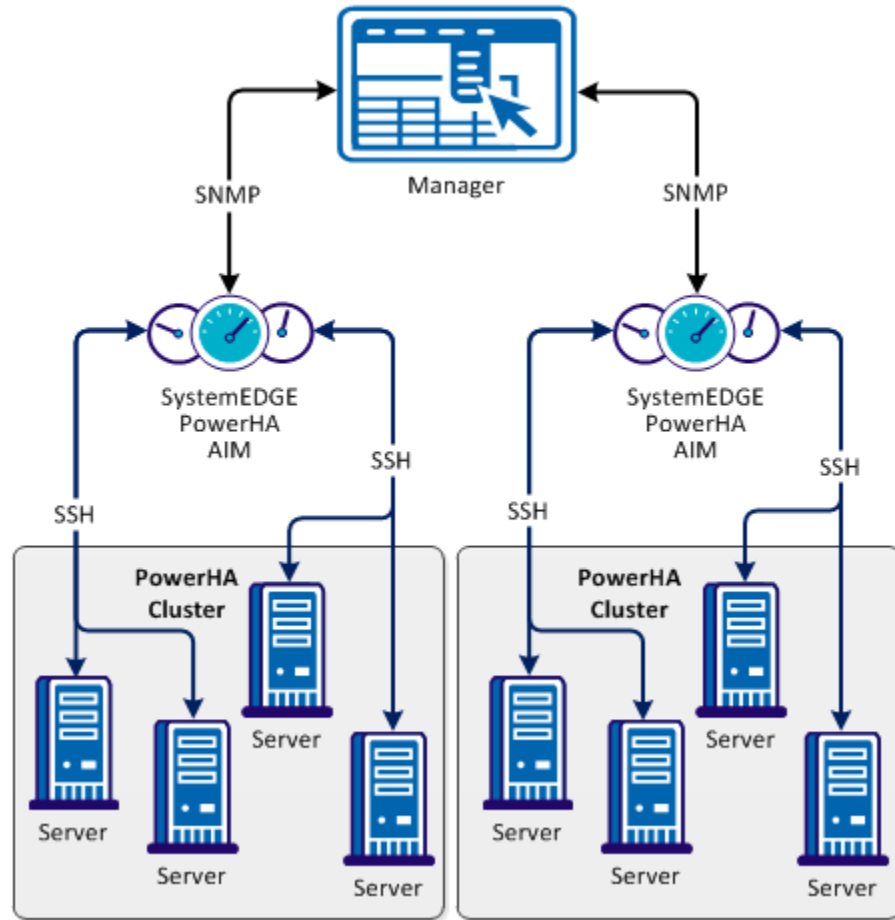 Manager
SNMP
SNMP
SystemEDGE
PowerHA
AIM
SystemEDGE
PowerHA
AIM
SSH
SSH
SSH
SSH
PowerHA
Cluster
PowerHA
Cluster
Server
Server
Server
Server
Server
Server
Server
Server